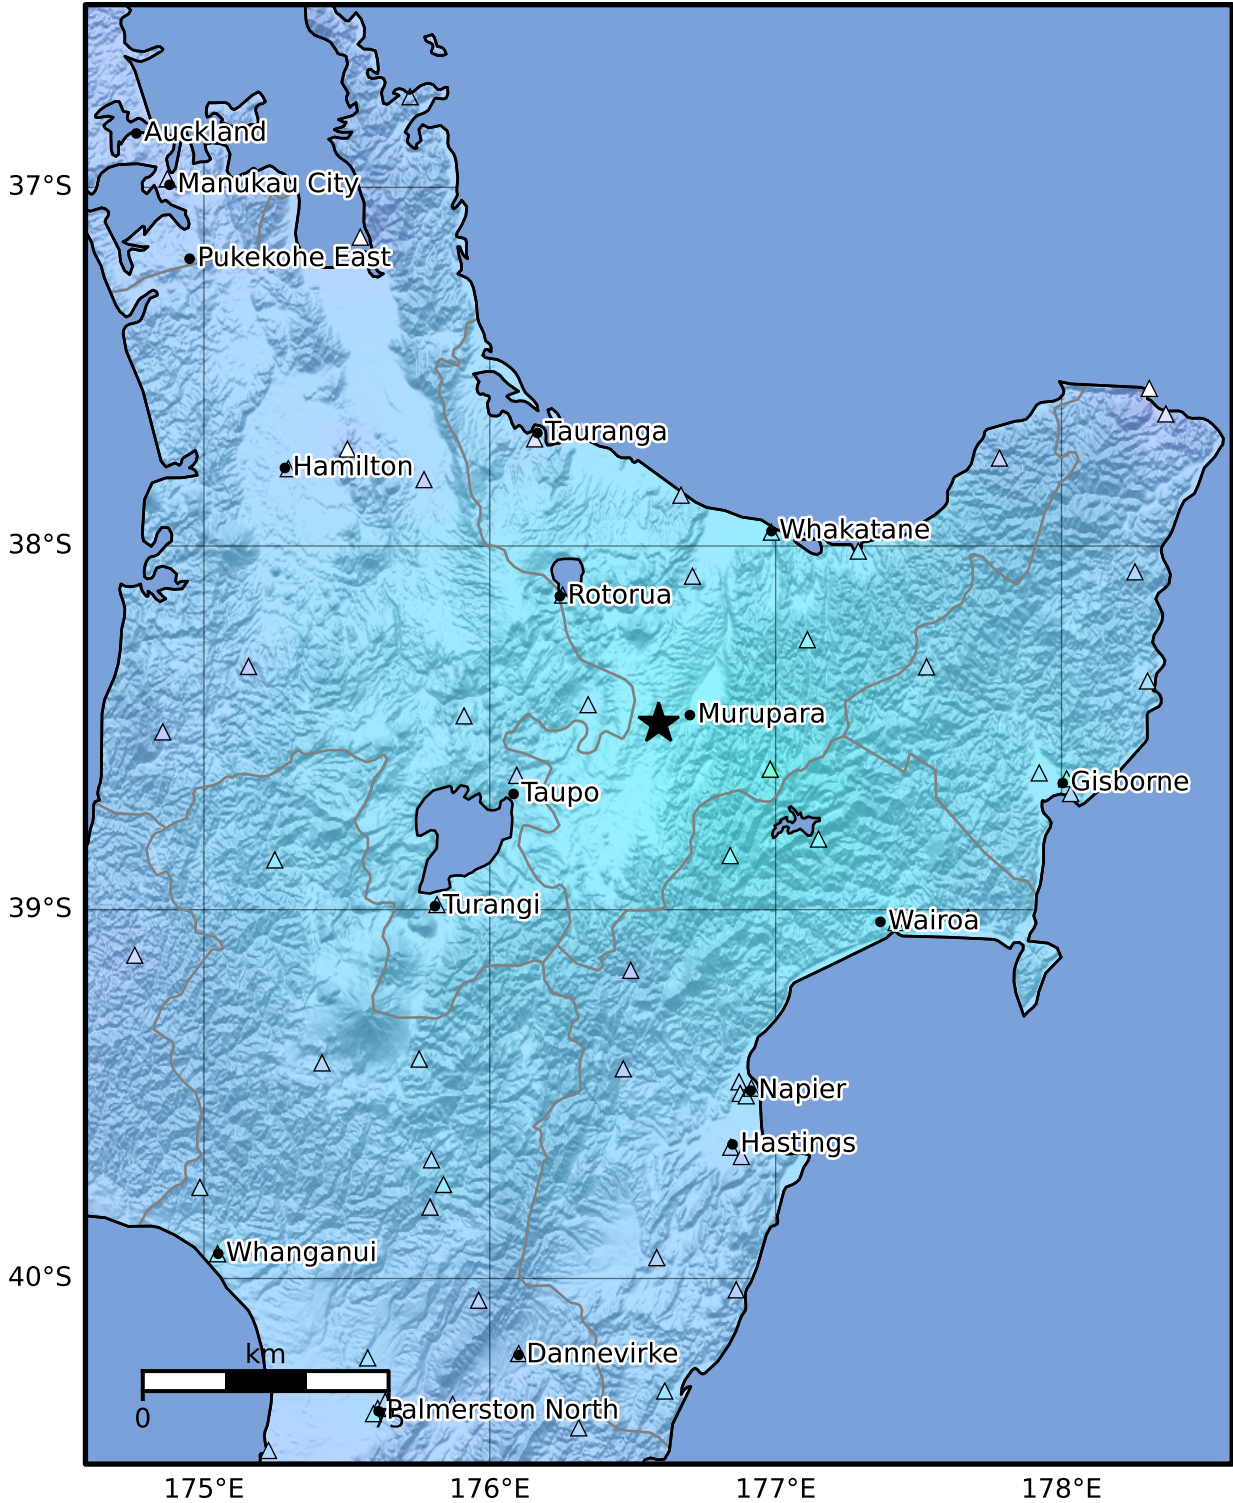 Auckland
37°S
Manukau City
Pukekohe East
Tauranga
Hamilton
Whakatane
38°S
Rotorua
Murupara
Gisborne
Taupo
Turangi
39°S
Wairoa
Napier
Hastings
Whanganui
40°S
km
Dannevirke
Palmerston North
0
75
175°E
176°E
177°E
178°E